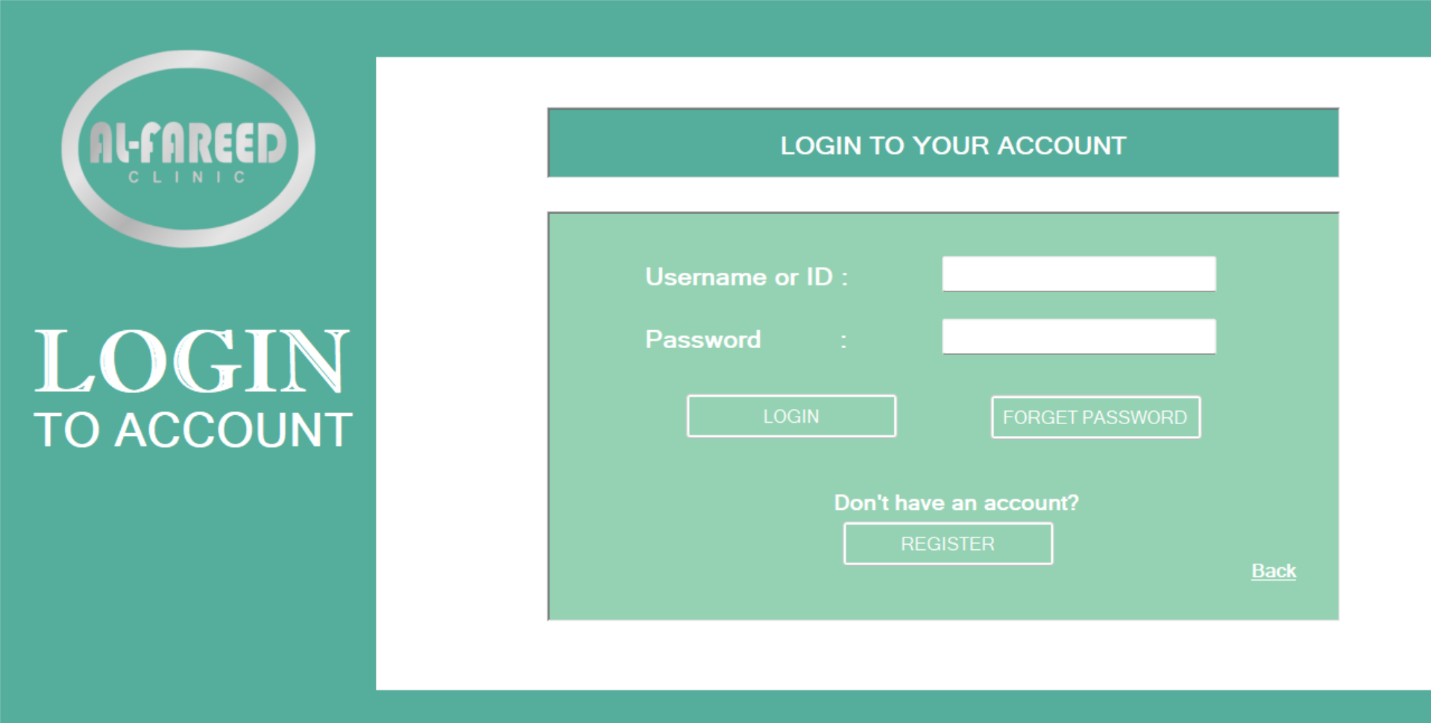 AL-FAREED
CLINIC
LOGIN
TO ACCOUNT
LOGIN TO YOUR ACCOUNT
Username or ID :
Password :
LOGIN
FORGET PASSWORD
Don't have an account?
REGISTER
Back